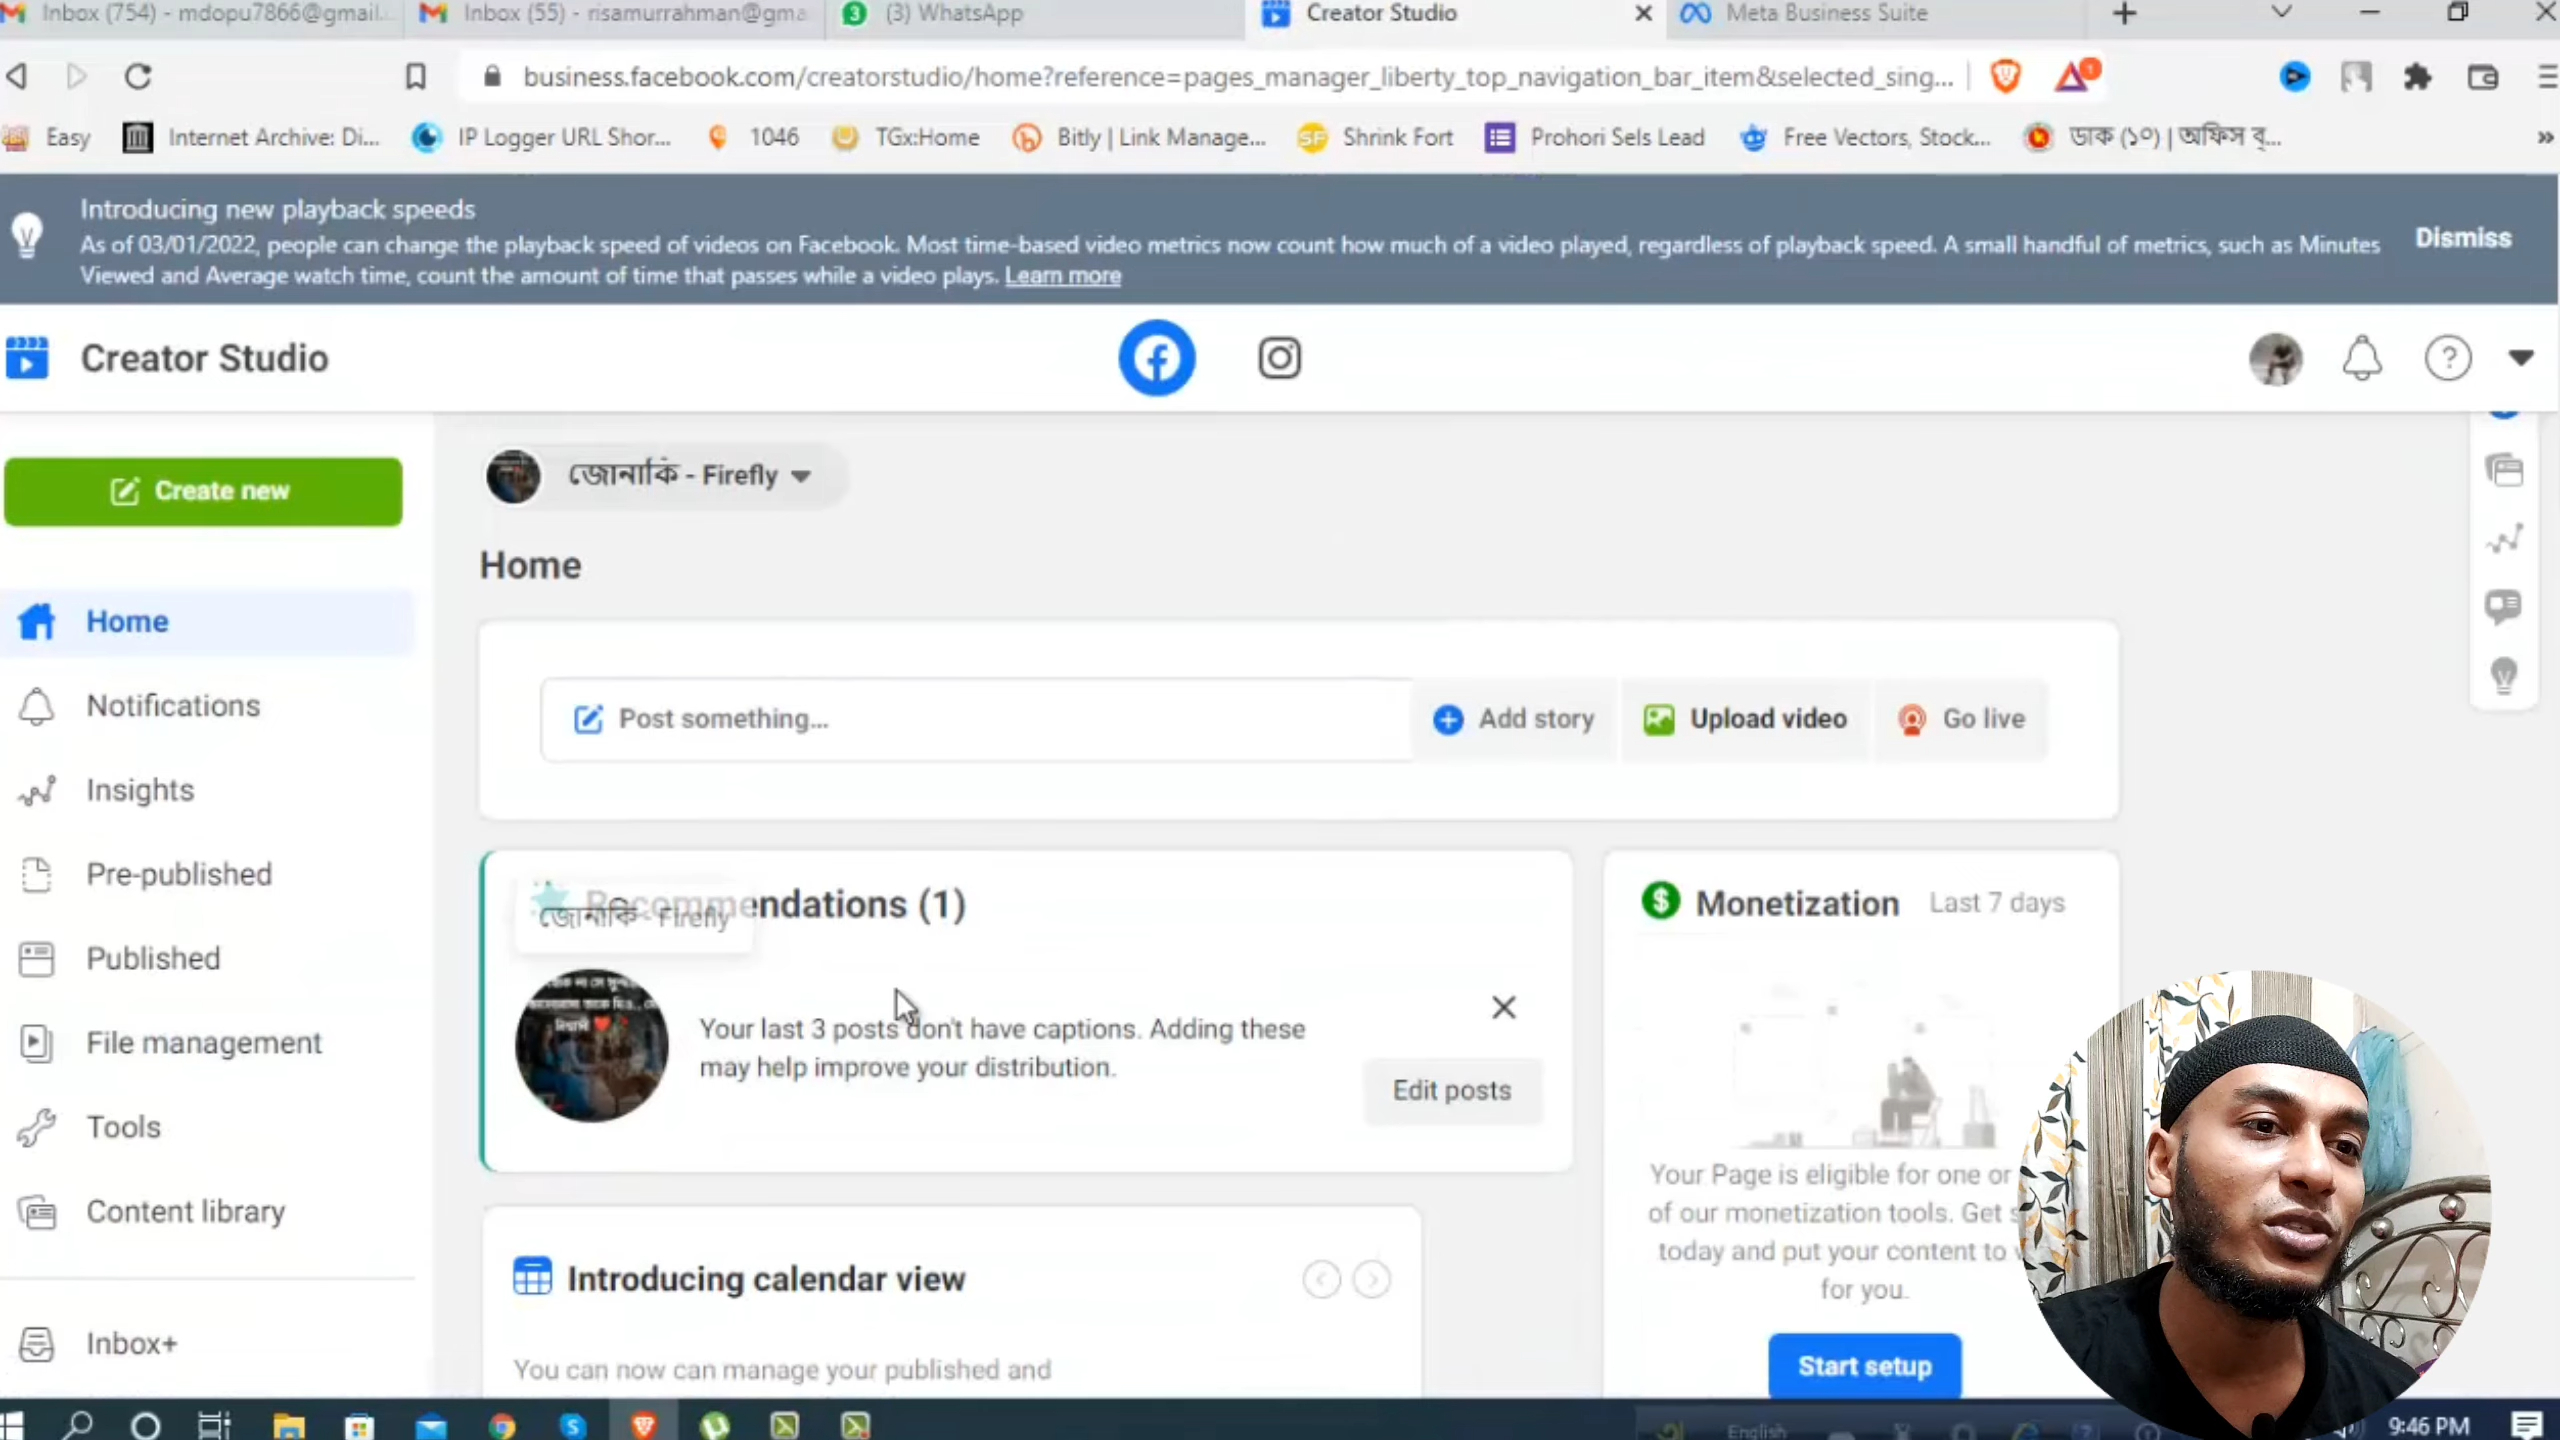 Inbox (754) - mdopu7866@gmail.
Inbox (55) - risamurrahman@gma
3
(3) WhatsApp
Creator Studio
Meta Business Suite
business.facebook.com/creatorstudio/home?reference=pages_manager_liberty_top_navigation_bar_item&selected_sing...
1
Easy
Internet Archive: Di...
IP Logger URL Shor...
1046
TGx:Home
Bitly | Link Manage...
SF
Shrink Fort
Prohori Sels Lead
Free Vectors, Stock...
ডাক (১০) | অফিস ব্...
Introducing new playback speeds
As of 03/01/2022, people can change the playback speed of videos on Facebook. Most time-based video metrics now count how much of a video played, regardless of playback speed. A small handful of metrics, such as Minutes
Viewed and Average watch time, count the amount of time that passes while a video plays. Learn more
Dismiss
Creator Studio
Create new
Home
Notifications
Insights
Pre-published
Published
File management
Tools
Content library
Inbox+
জোনাকি - Firefly
Home
Post something...
Add story
Upload video
Go live
Recommendations (1)
জোনাকি - Firefly
Your last 3 posts don't have captions. Adding these
may help improve your distribution.
Edit posts
Introducing calendar view
You can now can manage your published and
Monetization
Last 7 days
Your Page is eligible for one or
of our monetization tools. Get
today and put your content to
for you.
Start setup
English
9:46 PM